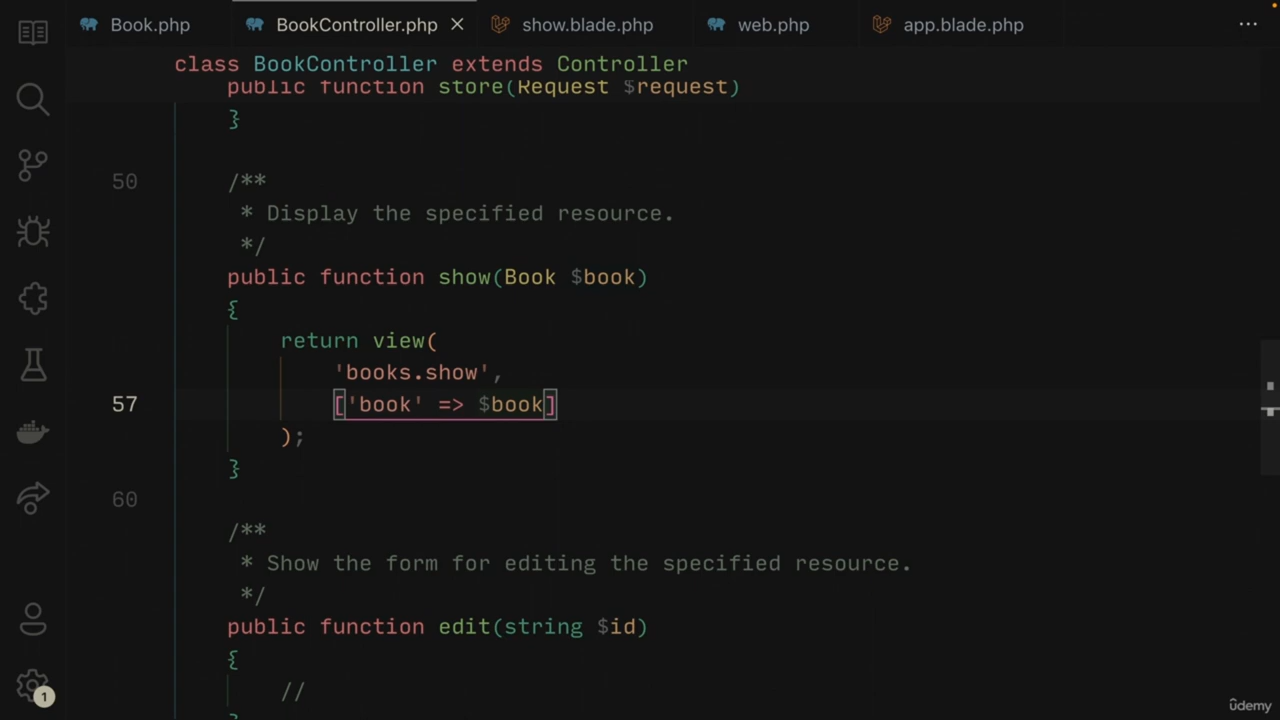 Book.php BookController.php show.blade.php web.php app.blade.php
class BookController extends Controller
public function store(Request $request)
}
50 /**
* Display the specified resource.
*/
public function show(Book $book)
{
return view(
'books.show',
57 ['book' => $book]
);
}
60
/**
* Show the form for editing the specified resource.
*/
public function edit(string $id)
{
//
}
1
ûdemy